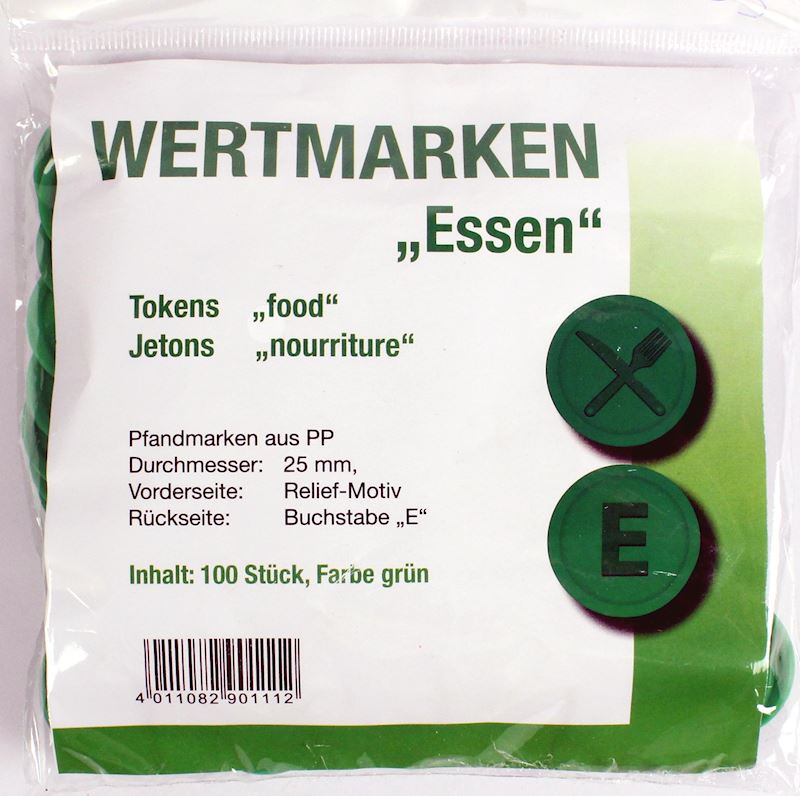 WERTMARKEN
„Essen“
Tokens „food“
Jetons „nourriture“
Pfandmarken aus PP
Durchmesser: 25 mm,
Vorderseite: Relief-Motiv
Rückseite: Buchstabe „E“
Inhalt: 100 Stück, Farbe grün
E
4 011082 901112